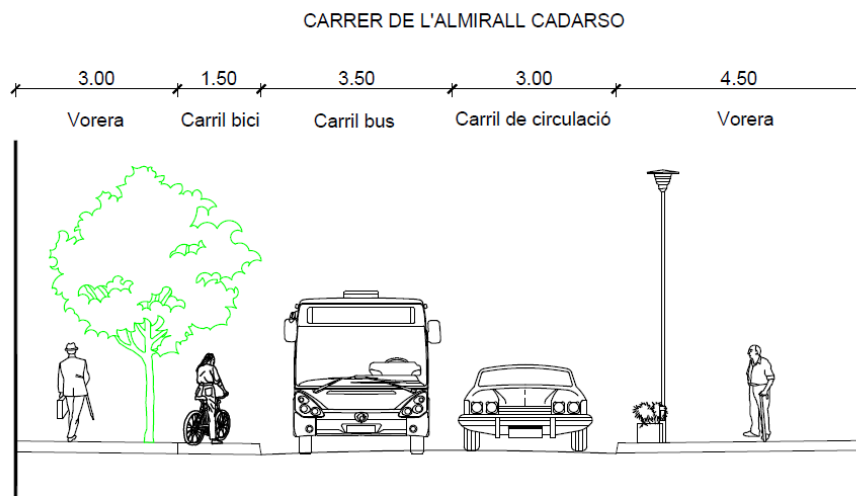 CARRER DE L'ALMIRALL CADARSO
3.00 1.50 3.50 3.00 4.50
Vorera Carril bici Carril bus Carril de circulació Vorera